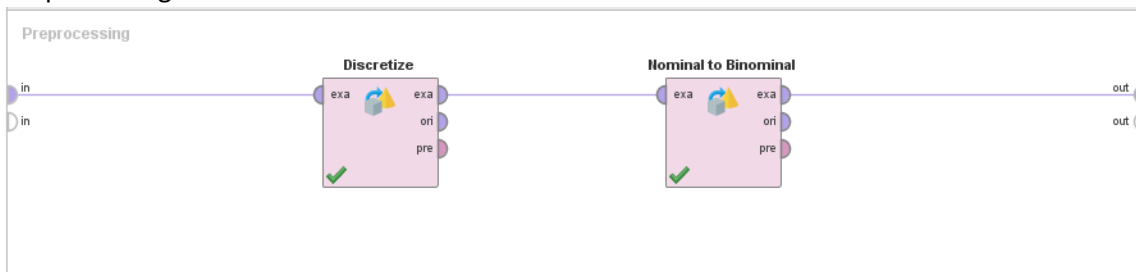 Preprocessing
Discretize
Nominal to Binominal
in
exa
exa
exa
exa
out
in
ori
ori
out
pre
pre